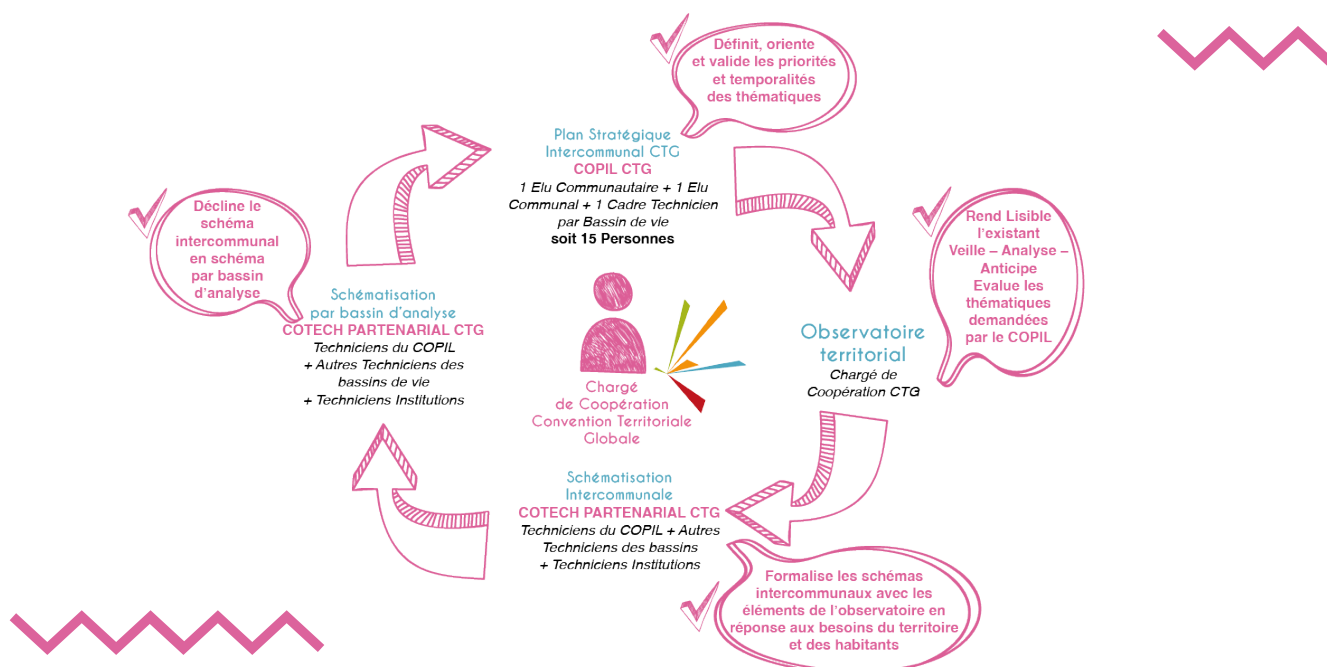 Définit, oriente
et valide les priorités
et temporalités
des thématiques
Plan Stratégique
Intercommunal CTG
COPIL CTG
1 Elu Communautaire + 1 Elu
Communal + 1 Cadre Technicien
par Bassin de vie
soit 15 Personnes
Rend Lisible
l'existant
Veille – Analyse –
Anticipe
Evalue les
thématiques
demandées
par le COPIL
Observatoire
territorial
Chargé de
Coopération CTG
Schématisation
Intercommunale
COTECH PARTENARIAL CTG
Techniciens du COPIL + Autres
Techniciens des bassins
+ Techniciens Institutions
Formalise les schémas
intercommunaux avec les
éléments de l'observatoire en
réponse aux besoins du territoire
et des habitants
Décline le
schéma
intercommunal
en schéma
par bassin
d'analyse
Schématisation
par bassin d'analyse
COTECH PARTENARIAL CTG
Techniciens du COPIL
+ Autres Techniciens des
bassins de vie
+ Techniciens Institutions
Chargé
de Coopération
Convention Territoriale
Globale